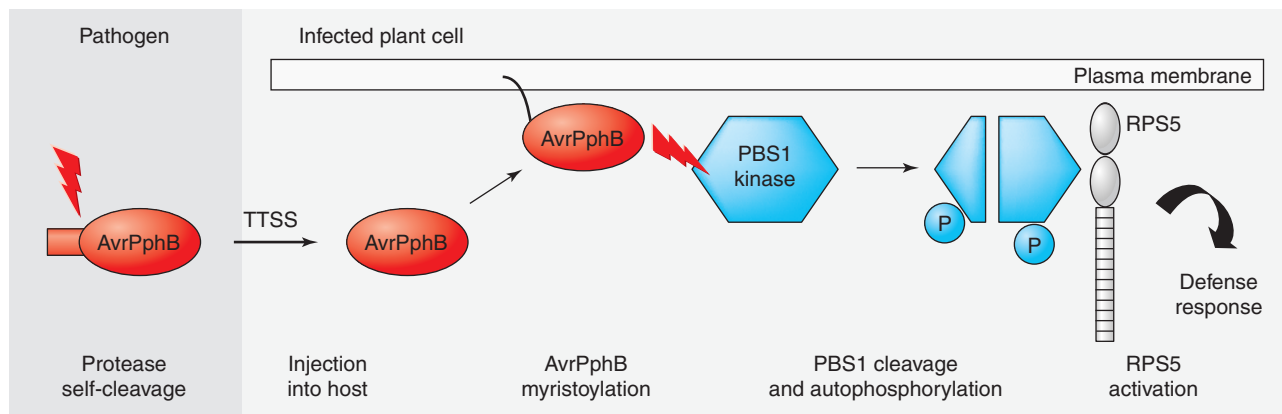 Pathogen
Infected plant cell
Plasma membrane
AvrPphB
PBS1
kinase
RPS5
AvrPphB
TTSS
AvrPphB
P
P
Defense
response
Protease
self-cleavage
Injection
into host
AvrPphB
myristoylation
PBS1 cleavage
and autophosphorylation
RPS5
activation